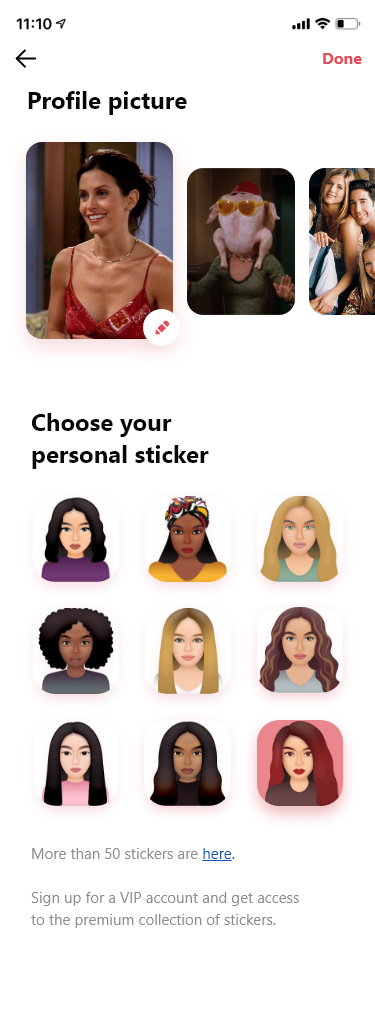 11:10
Done
Profile picture
Choose your
personal sticker
More than 50 stickers are here.
Sign up for a VIP account and get access
to the premium collection of stickers.